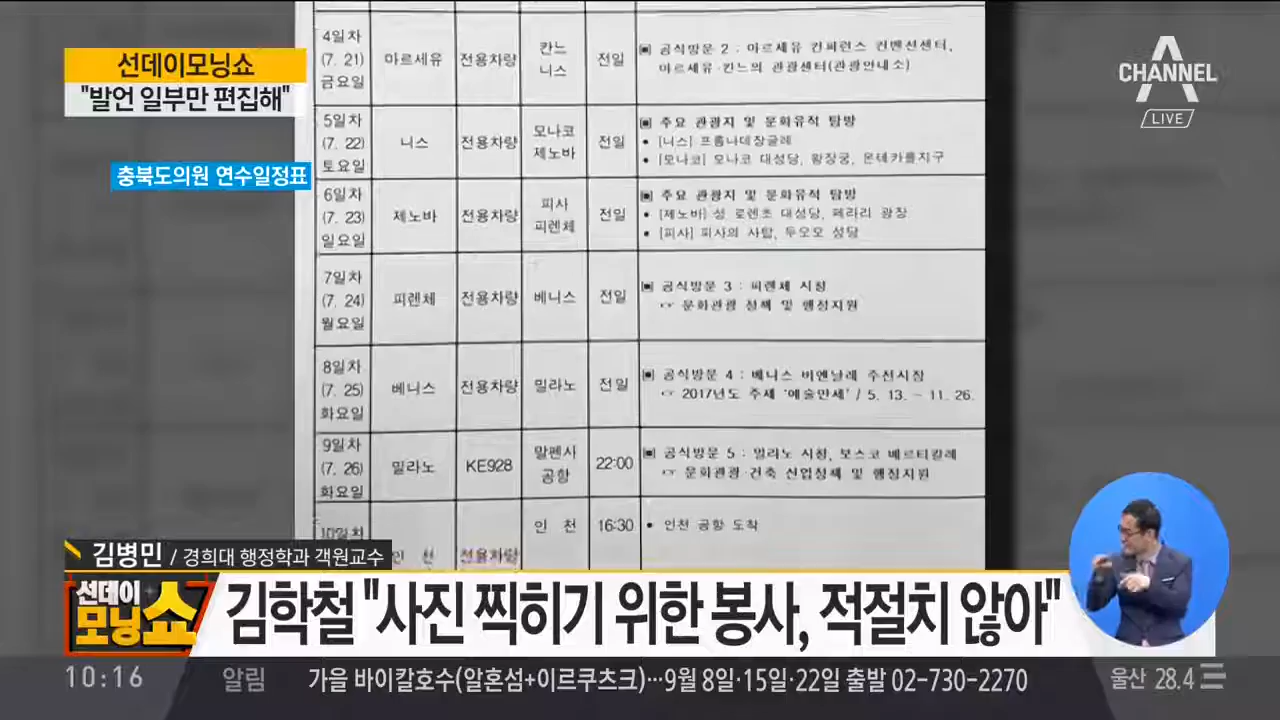 선데이모닝쇼
"발언 일부만 편집해"
충북도의원 연수일정표
CHANNEL A
LIVE
4일차 (7. 21) 금요일 아르세유 전용차량 칸느 니스 전일 ▣ 공식방문 2 : 아르세유 컨퍼런스 컨벤션센터,
아르세유·칸느의 관광센터(관광안내소)
5일차 (7. 22) 토요일 니스 전용차량 모나코 제노바 전일 ▣ 주요 관광지 및 문화유적 탐방
• [니스] 프롬나데장글레
• [모나코] 모나코 대성당, 왕장궁, 몬테카를지구
6일차 (7. 23) 일요일 제노바 전용차량 피사 피렌체 전일 ▣ 주요 관광지 및 문화유적 탐방
• [제노바] 성 로렌초 대성당, 페라리 광장
• [피사] 피사의 사탑, 두오모 성당
7일차 (7. 24) 월요일 피렌체 전용차량 베니스 전일 ▣ 공식방문 3 : 피렌체 시청
☞ 문화관광 정책 및 행정지원
8일차 (7. 25) 화요일 베니스 전용차량 밀라노 전일 ▣ 공식방문 4 : 베니스 비엔날레 주전시장
☞ 2017년도 주제 '예술만세' / 5. 13. ~ 11. 26.
9일차 (7. 26) 화요일 밀라노 KE928 말펜사 공항 22:00 ▣ 공식방문 5 : 밀라노 시청, 보스코 베르티칼레
☞ 문화관광·건축 산업정책 및 행정지원
10일차 인 천 전용차량 인 천 16:30 • 인천 공항 도착
김병민 / 경희대 행정학과 객원교수
선데이 모닝쇼
김학철 "사진 찍히기 위한 봉사, 적절치 않아"
10:16 알림 가을 바이칼호수(알혼섬+이르쿠츠크)…9월 8일·15일·22일 출발 02-730-2270 울산 28.4